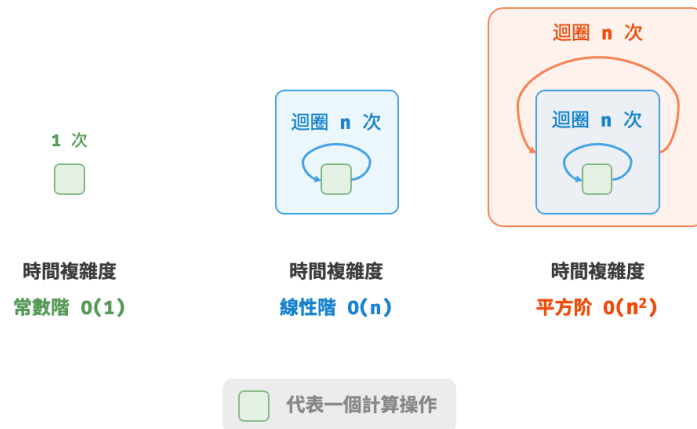 迴圈 n 次
迴圈 n 次
迴圈 n 次
1 次
時間複雜度
時間複雜度
時間複雜度
常數階 O(1)
線性階 O(n)
平方阶 O(n²)
代表一個計算操作